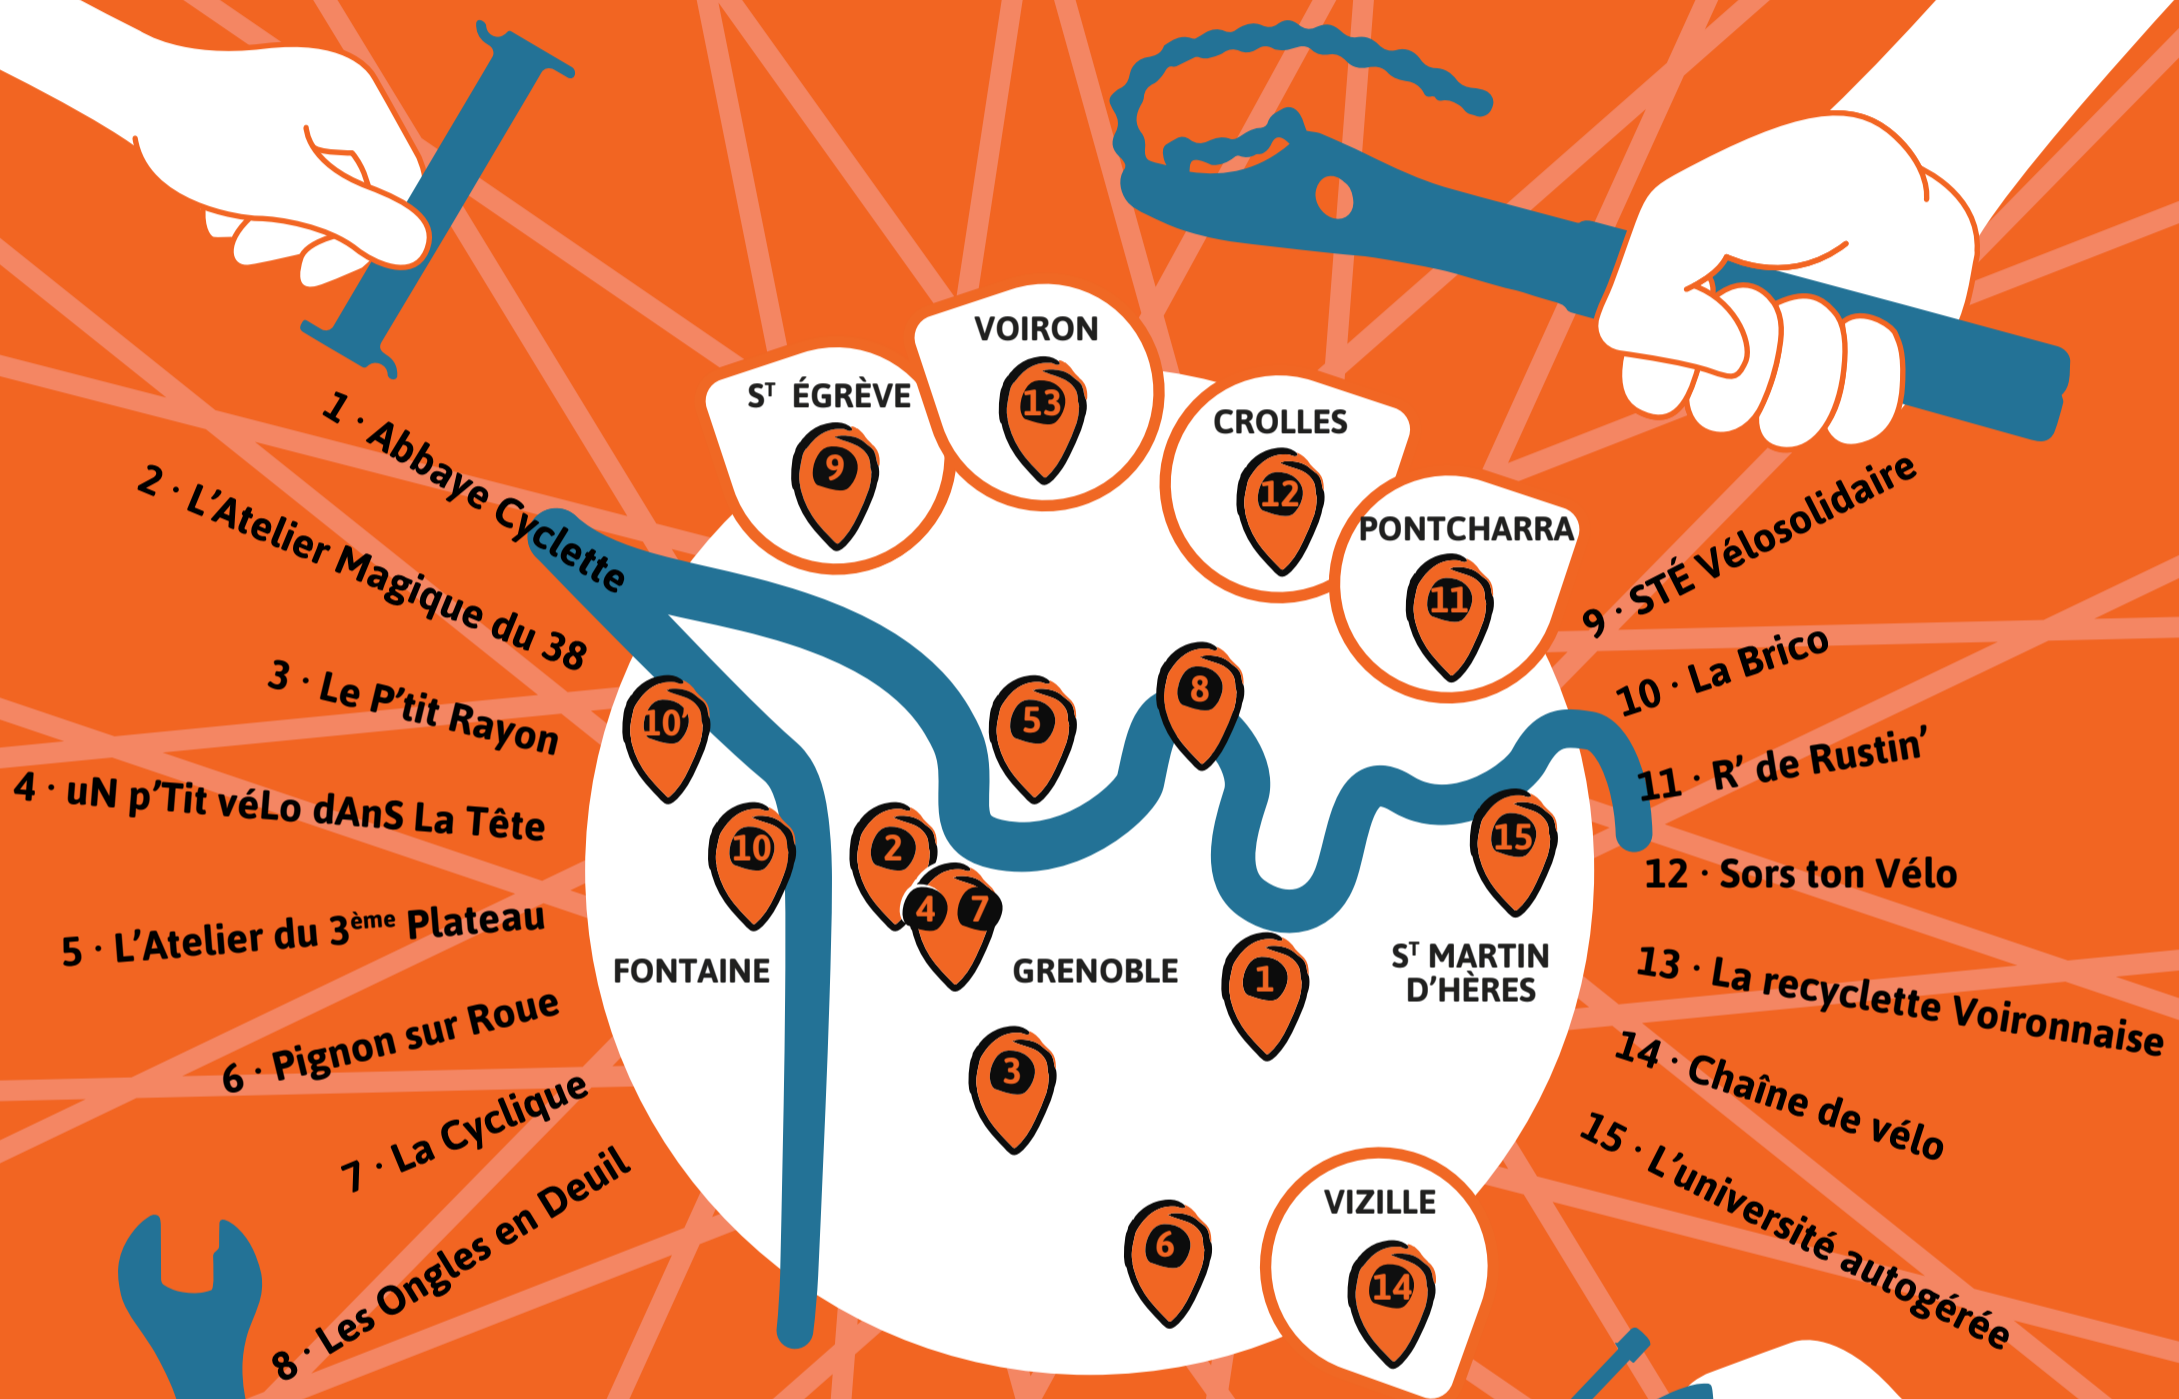 1 · Abbaye Cyclette
2 · L'Atelier Magique du 38
3 · Le P'tit Rayon
4 · uN p'Tit véLo dAnS La Tête
5 · L'Atelier du 3ème Plateau
6 · Pignon sur Roue
7 · La Cyclique
8 · Les Ongles en Deuil
ST ÉGRÈVE
9
VOIRON
13
CROLLES
12
PONTCHARRA
11
8
5
10'
10
2
4 7
15
FONTAINE
GRENOBLE
1
ST MARTIN
D'HÈRES
3
6
VIZILLE
14
9 · STÉ Vélosolidaire
10 · La Brico
11 · R' de Rustin'
12 · Sors ton Vélo
13 · La recyclette Voironnaise
14 · Chaîne de vélo
15 · L'université autogérée